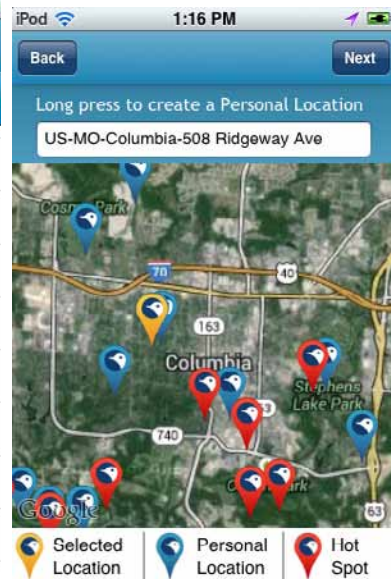 iPod 1:16 PM
Back Next
Long press to create a Personal Location
US-MO-Columbia-508 Ridgeway Ave
Park
70
40
163
Columbia
Stephens
Lake Park
740
63
Google
Selected Personal Hot
Location Location Spot